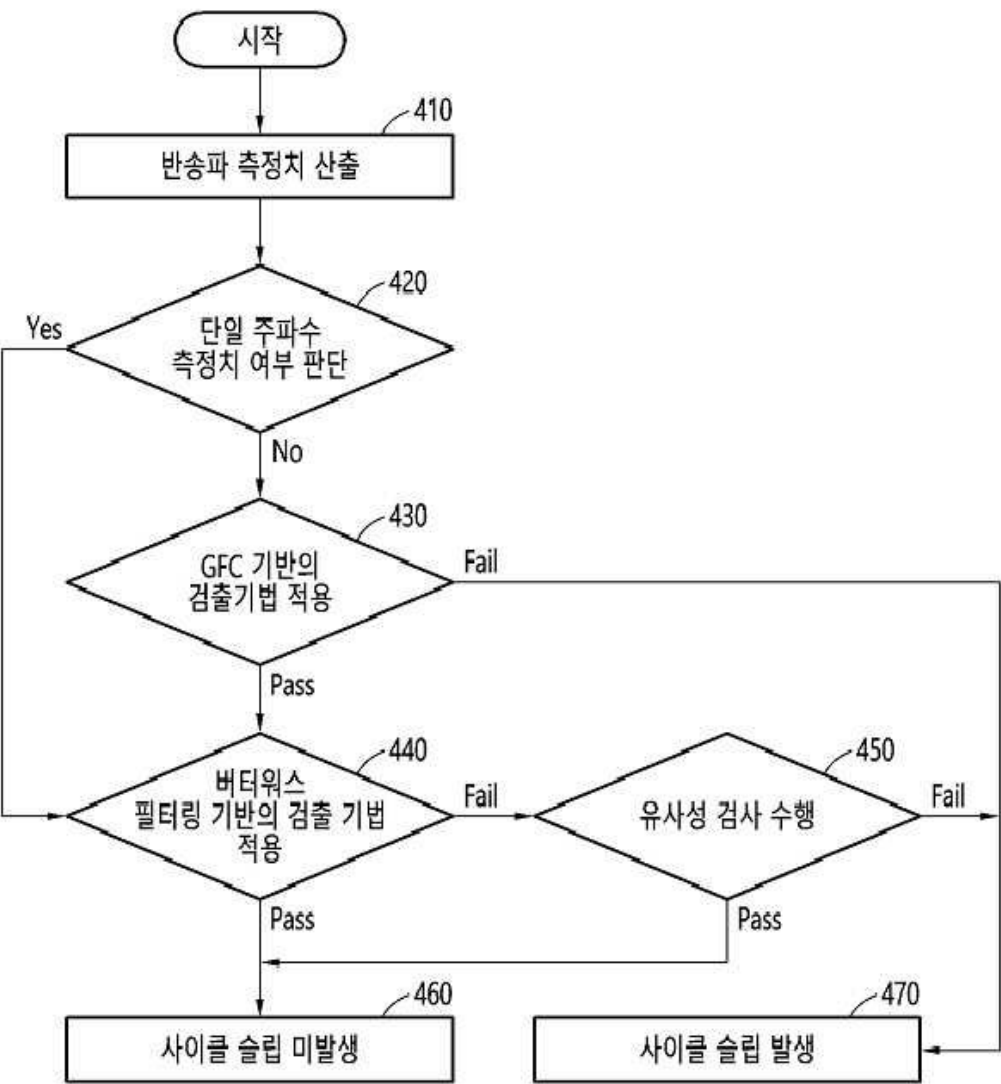 시작
410
반송파 측정치 산출
420
Yes
단일 주파수
측정치 여부 판단
No
430
GFC 기반의
검출기법 적용
Fail
Pass
440
버터워스
필터링 기반의 검출 기법
적용
Fail
450
유사성 검사 수행
Fail
Pass
Pass
460
사이클 슬립 미발생
470
사이클 슬립 발생